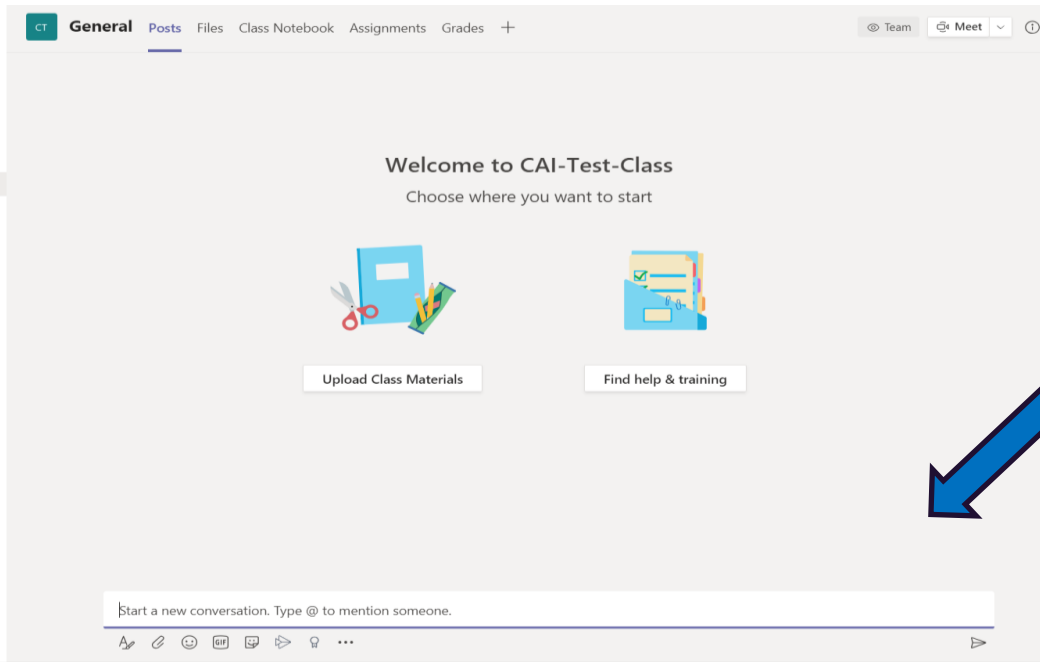 CT General Posts Files Class Notebook Assignments Grades + Team Meet
Welcome to CAI-Test-Class
Choose where you want to start
Upload Class Materials Find help & training
Start a new conversation. Type @ to mention someone.
GIF